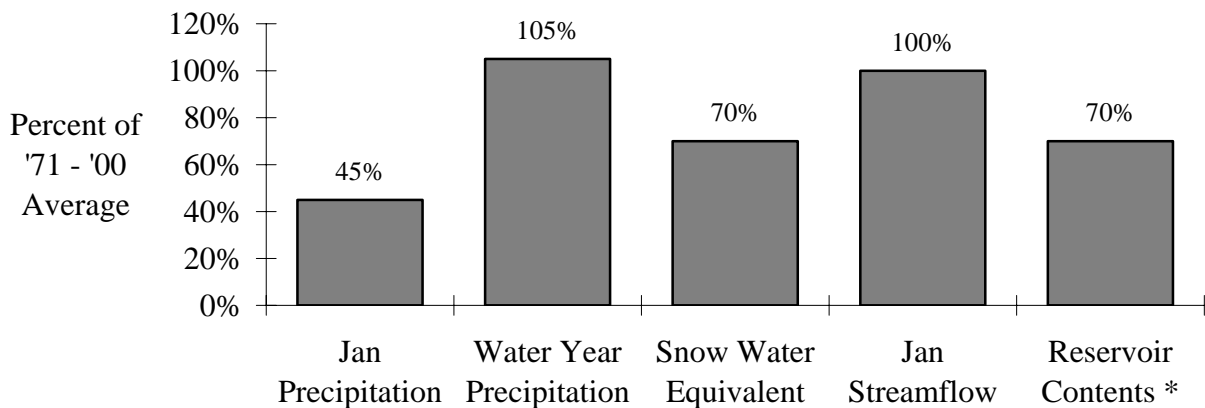 120%
100%
80%
60%
40%
20%
0%
Percent of
'71 - '00
Average
45%
105%
70%
100%
70%
Jan
Precipitation
Water Year
Precipitation
Snow Water
Equivalent
Jan
Streamflow
Reservoir
Contents *